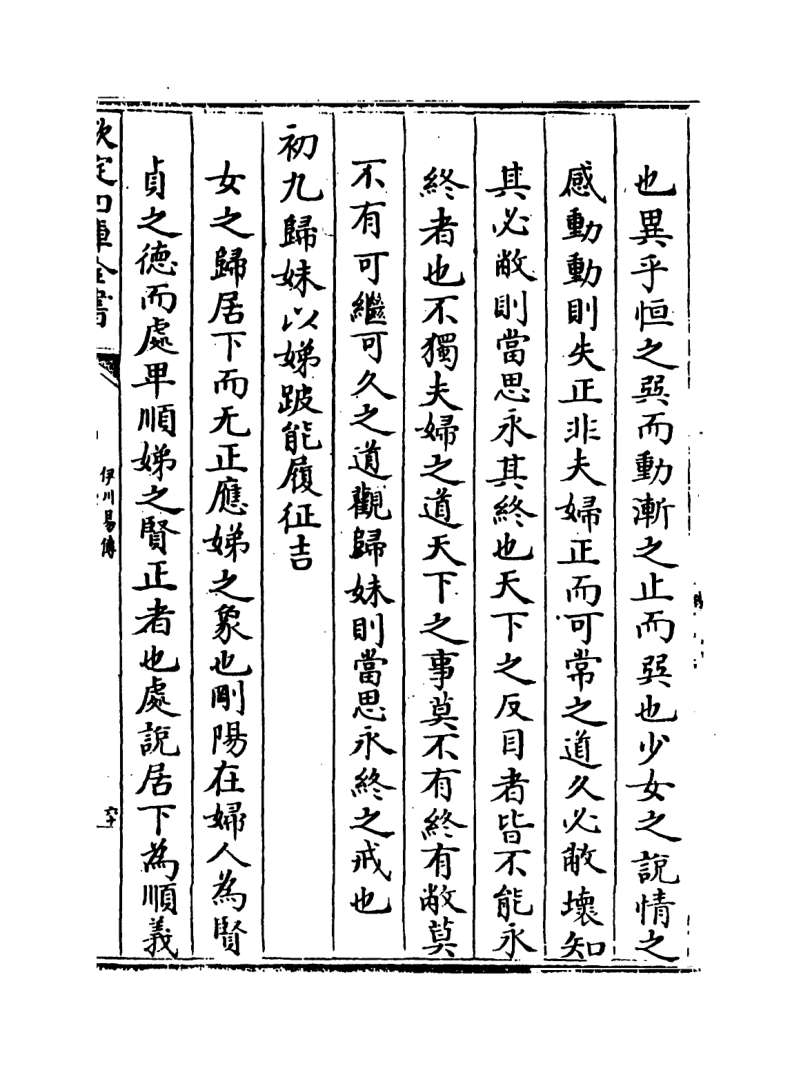 也異乎恒之巽而動漸之止而巽也少女之說情之
感動動則失正非夫婦正而可常之道久必敝壞知
其必敝則當思永其終也天下之反目者皆不能永
終者也不獨夫婦之道天下之事莫不有終有敝莫
不有可繼可久之道觀歸妹則當思永終之戒也
初九歸妹以娣跛能履征吉
女之歸居下而无正應娣之象也剛陽在婦人為賢
貞之德而處卑順娣之賢正者也處說居下為順義
欽定四庫全書
伊川易傳